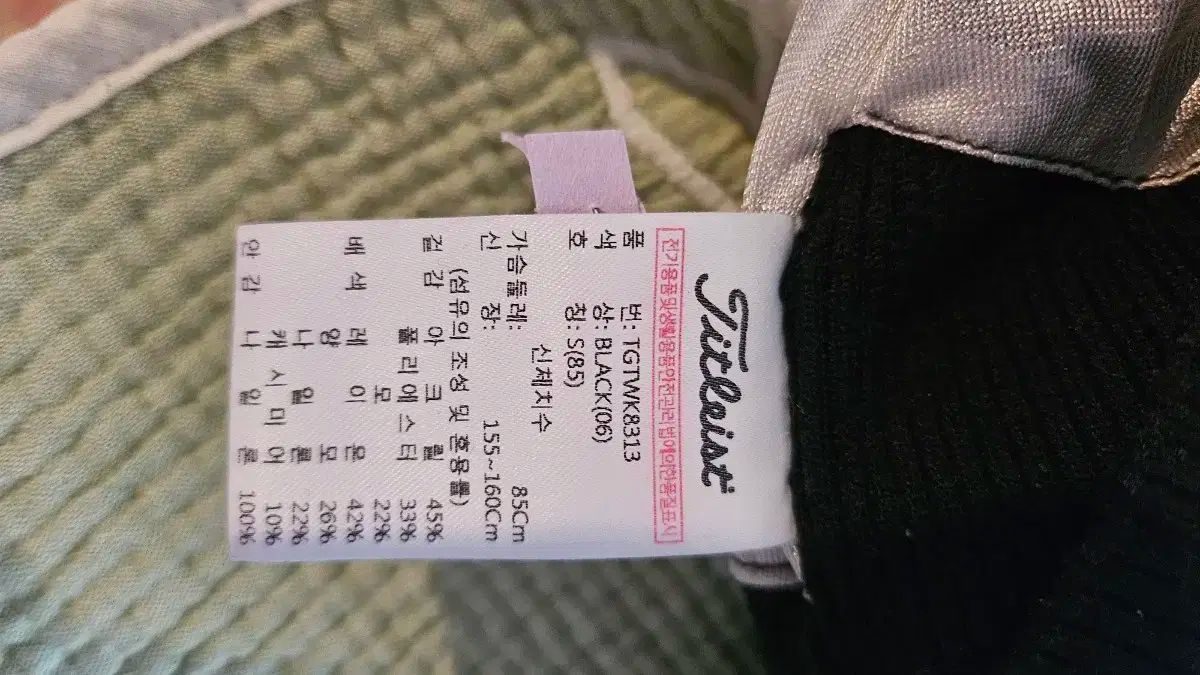 Titleist
전기용품및생활용품안전관리법에의한품질표시
품 번: TGTWK8313
색 상: BLACK(06)
호 칭: S(85)
신체치수
가슴둘레: 85Cm
신 장: 155~160Cm
(섬유의 조성 및 혼용률)
겉 감 아 크 릴 45%
폴 리 에 스 터 33%
모 22%
배 색 레 이 온 42%
양 모 26%
나 일 론 22%
캐 시 미 어 10%
안 감 나 일 론 100%